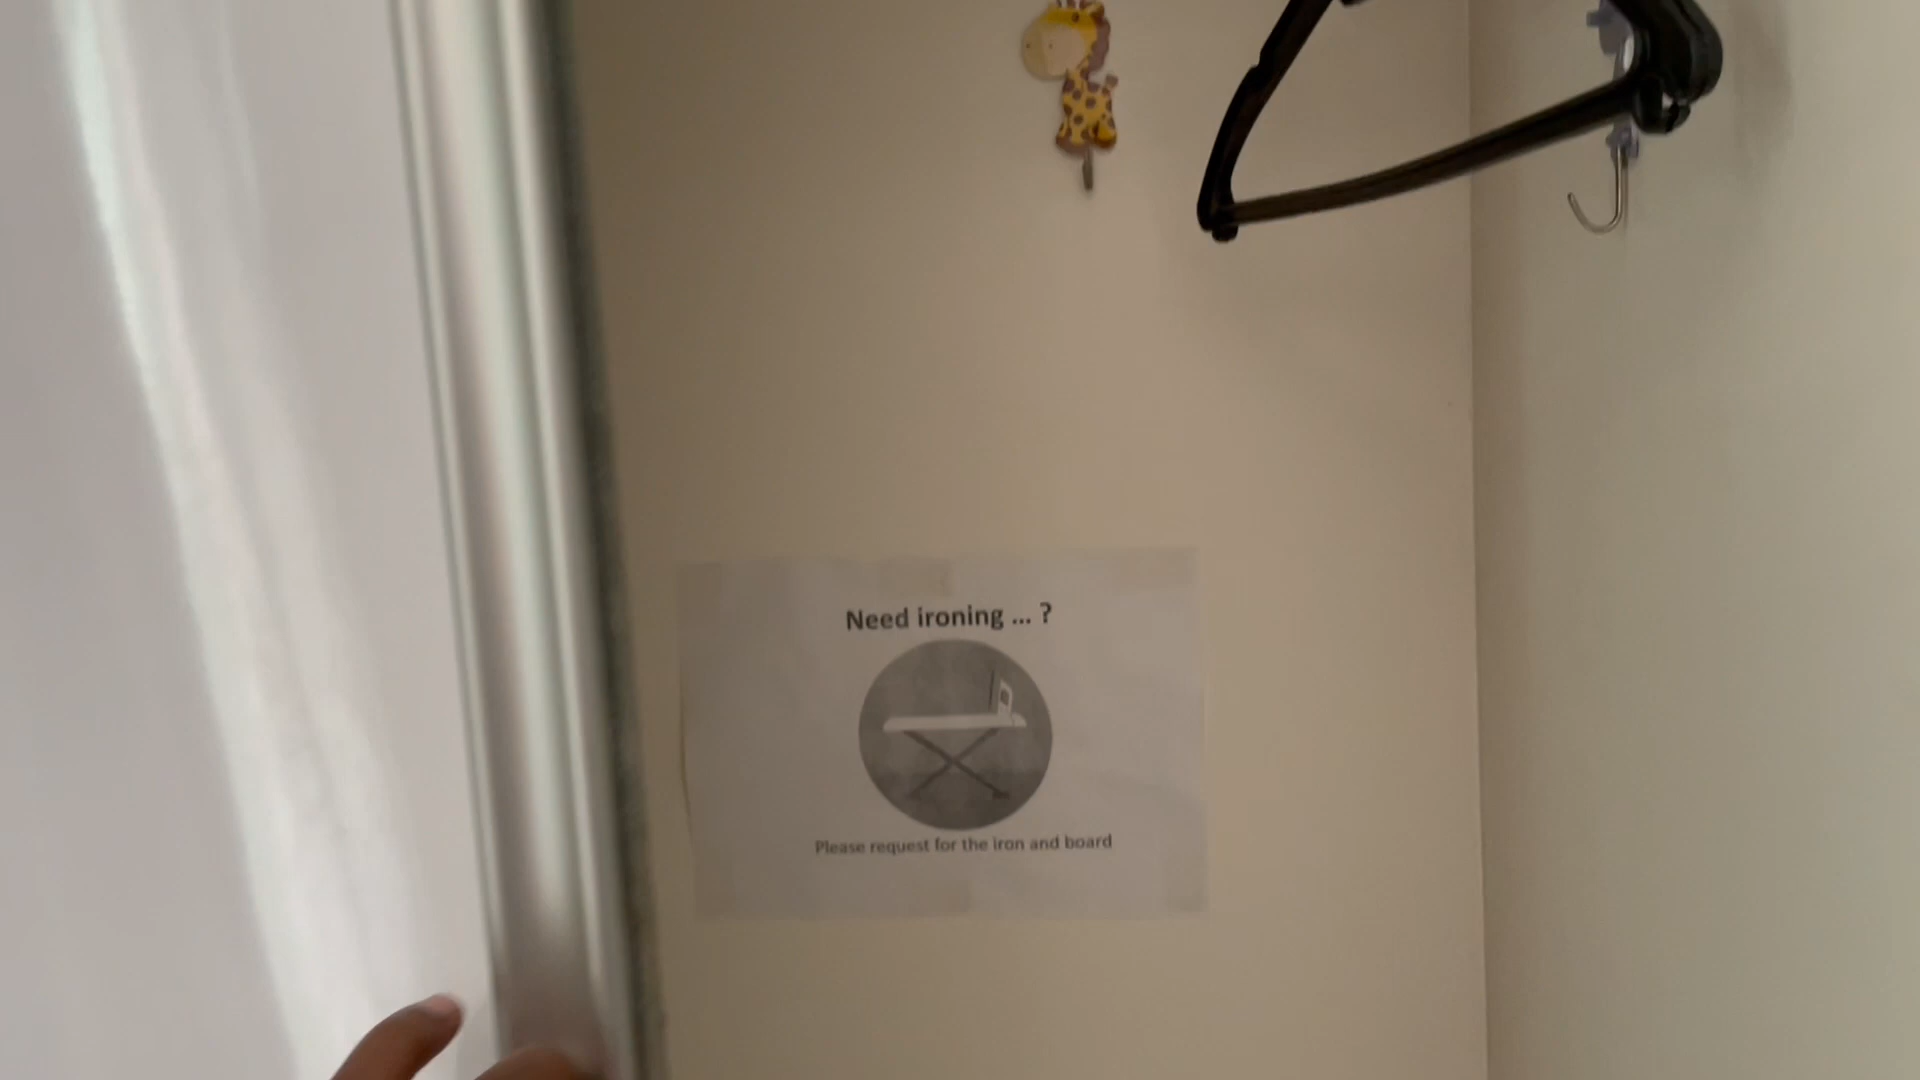 Need ironing ... ?
Please request for the iron and board